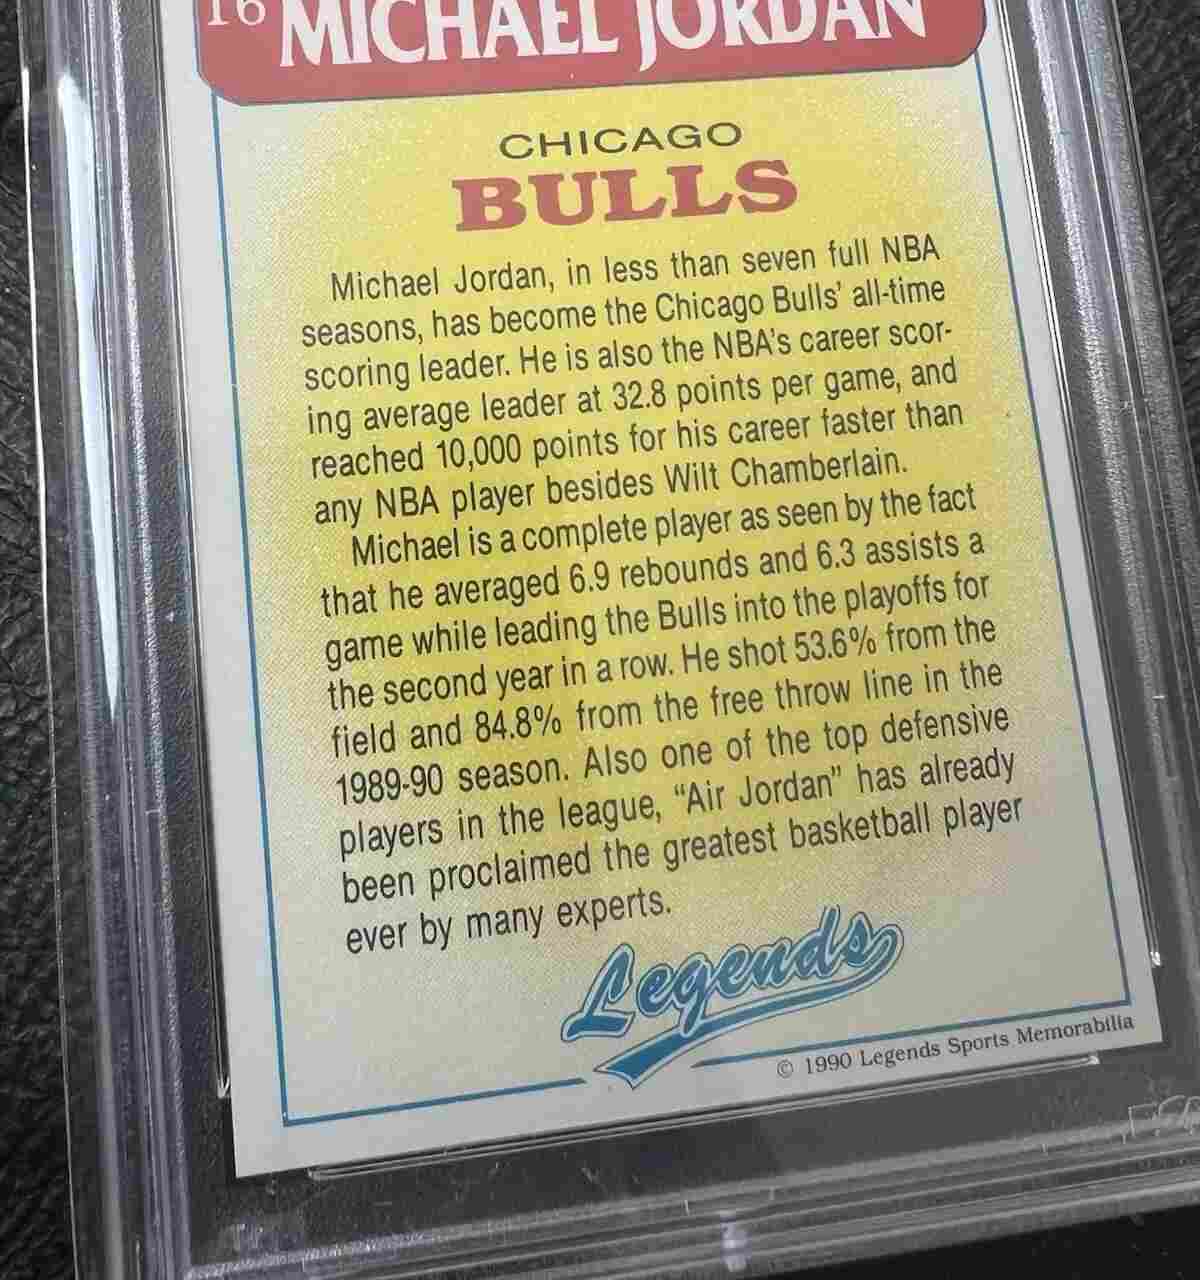 16 MICHAEL JORDAN
CHICAGO
BULLS
Michael Jordan, in less than seven full NBA
seasons, has become the Chicago Bulls' all-time
scoring leader. He is also the NBA's career scor-
ing average leader at 32.8 points per game, and
reached 10,000 points for his career faster than
any NBA player besides Wilt Chamberlain.
Michael is a complete player as seen by the fact
that he averaged 6.9 rebounds and 6.3 assists a
game while leading the Bulls into the playoffs for
the second year in a row. He shot 53.6% from the
field and 84.8% from the free throw line in the
1989-90 season. Also one of the top defensive
players in the league, “Air Jordan” has already
been proclaimed the greatest basketball player
ever by many experts.
Legends
© 1990 Legends Sports Memorabilia